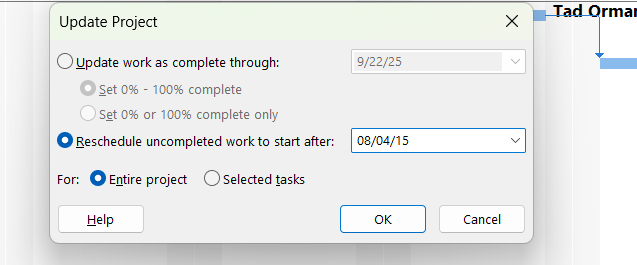 Tad Orma
Update Project
Update work as complete through:
9/22/25
Set 0% - 100% complete
Set 0% or 100% complete only
Reschedule uncompleted work to start after:
08/04/15
For:
Entire project
Selected tasks
Help
OK
Cancel